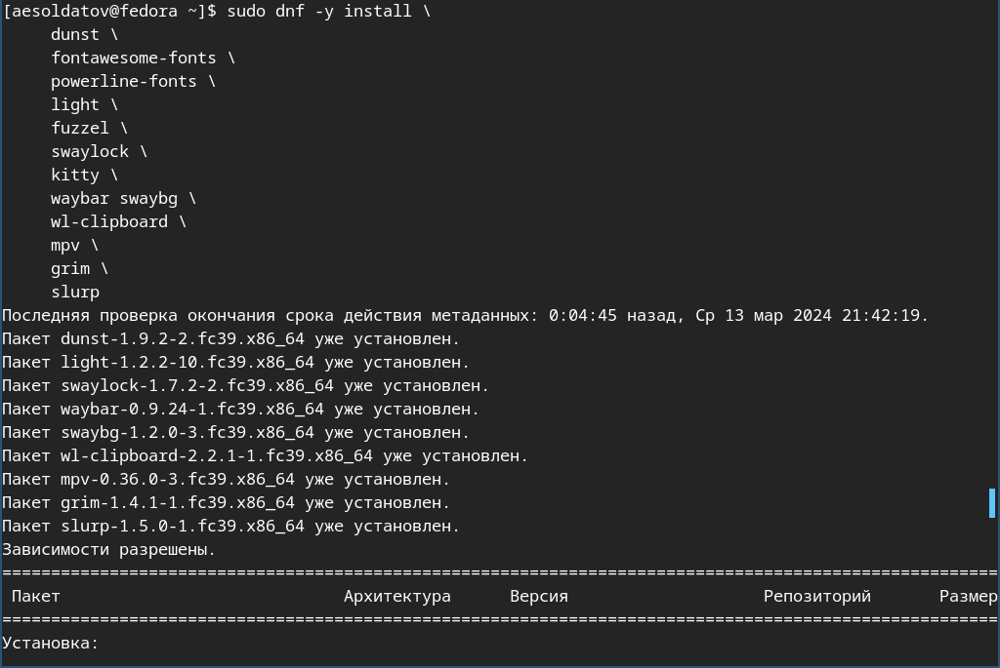 [aesoldatov@fedora ~]$ sudo dnf -y install \
dunst \
fontawesome-fonts \
powerline-fonts \
light \
fuzzel \
swaylock \
kitty \
waybar swaybg \
wl-clipboard \
mpv \
grim \
slurp
Последняя проверка окончания срока действия метаданных: 0:04:45 назад, Ср 13 мар 2024 21:42:19.
Пакет dunst-1.9.2-2.fc39.x86_64 уже установлен.
Пакет light-1.2.2-10.fc39.x86_64 уже установлен.
Пакет swaylock-1.7.2-2.fc39.x86_64 уже установлен.
Пакет waybar-0.9.24-1.fc39.x86_64 уже установлен.
Пакет swaybg-1.2.0-3.fc39.x86_64 уже установлен.
Пакет wl-clipboard-2.2.1-1.fc39.x86_64 уже установлен.
Пакет mpv-0.36.0-3.fc39.x86_64 уже установлен.
Пакет grim-1.4.1-1.fc39.x86_64 уже установлен.
Пакет slurp-1.5.0-1.fc39.x86_64 уже установлен.
Зависимости разрешены.
======================================================================================================
Пакет Архитектура Версия Репозиторий Размер
======================================================================================================
Установка: